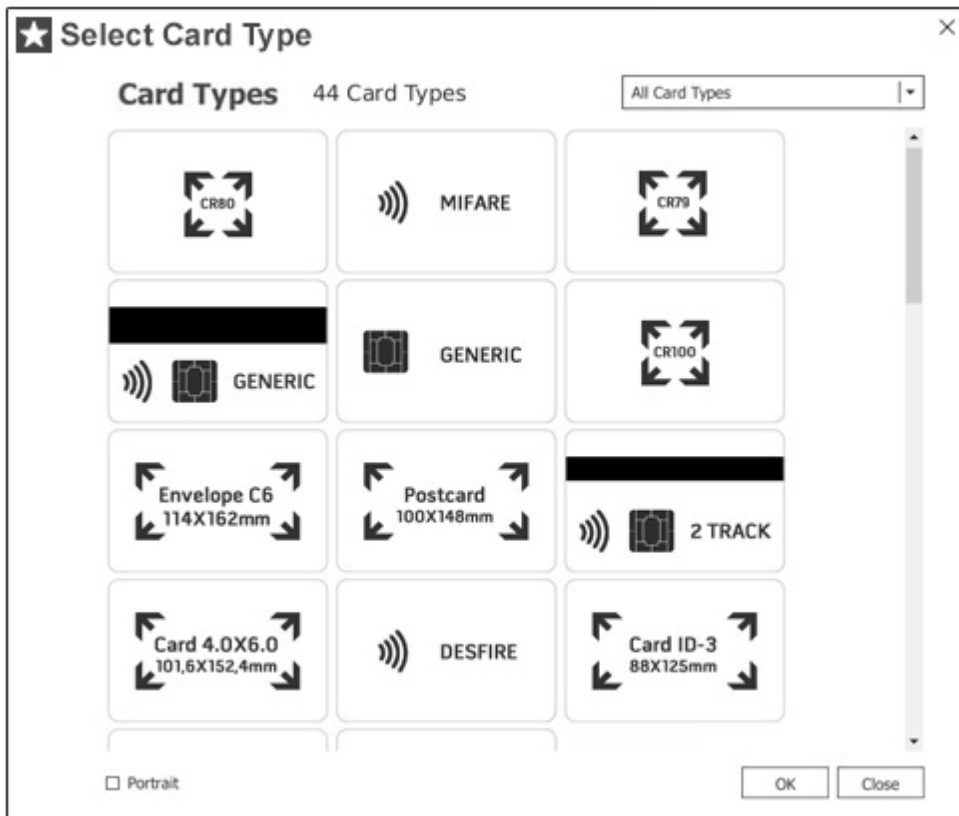 Select Card Type
Card Types 44 Card Types All Card Types
CR80
MIFARE
CR79
GENERIC
GENERIC
CR100
Envelope C6
114X162mm
Postcard
100X148mm
2 TRACK
Card 4.0X6.0
101,6X152,4mm
DESFIRE
Card ID-3
88X125mm
Portrait
OK
Close